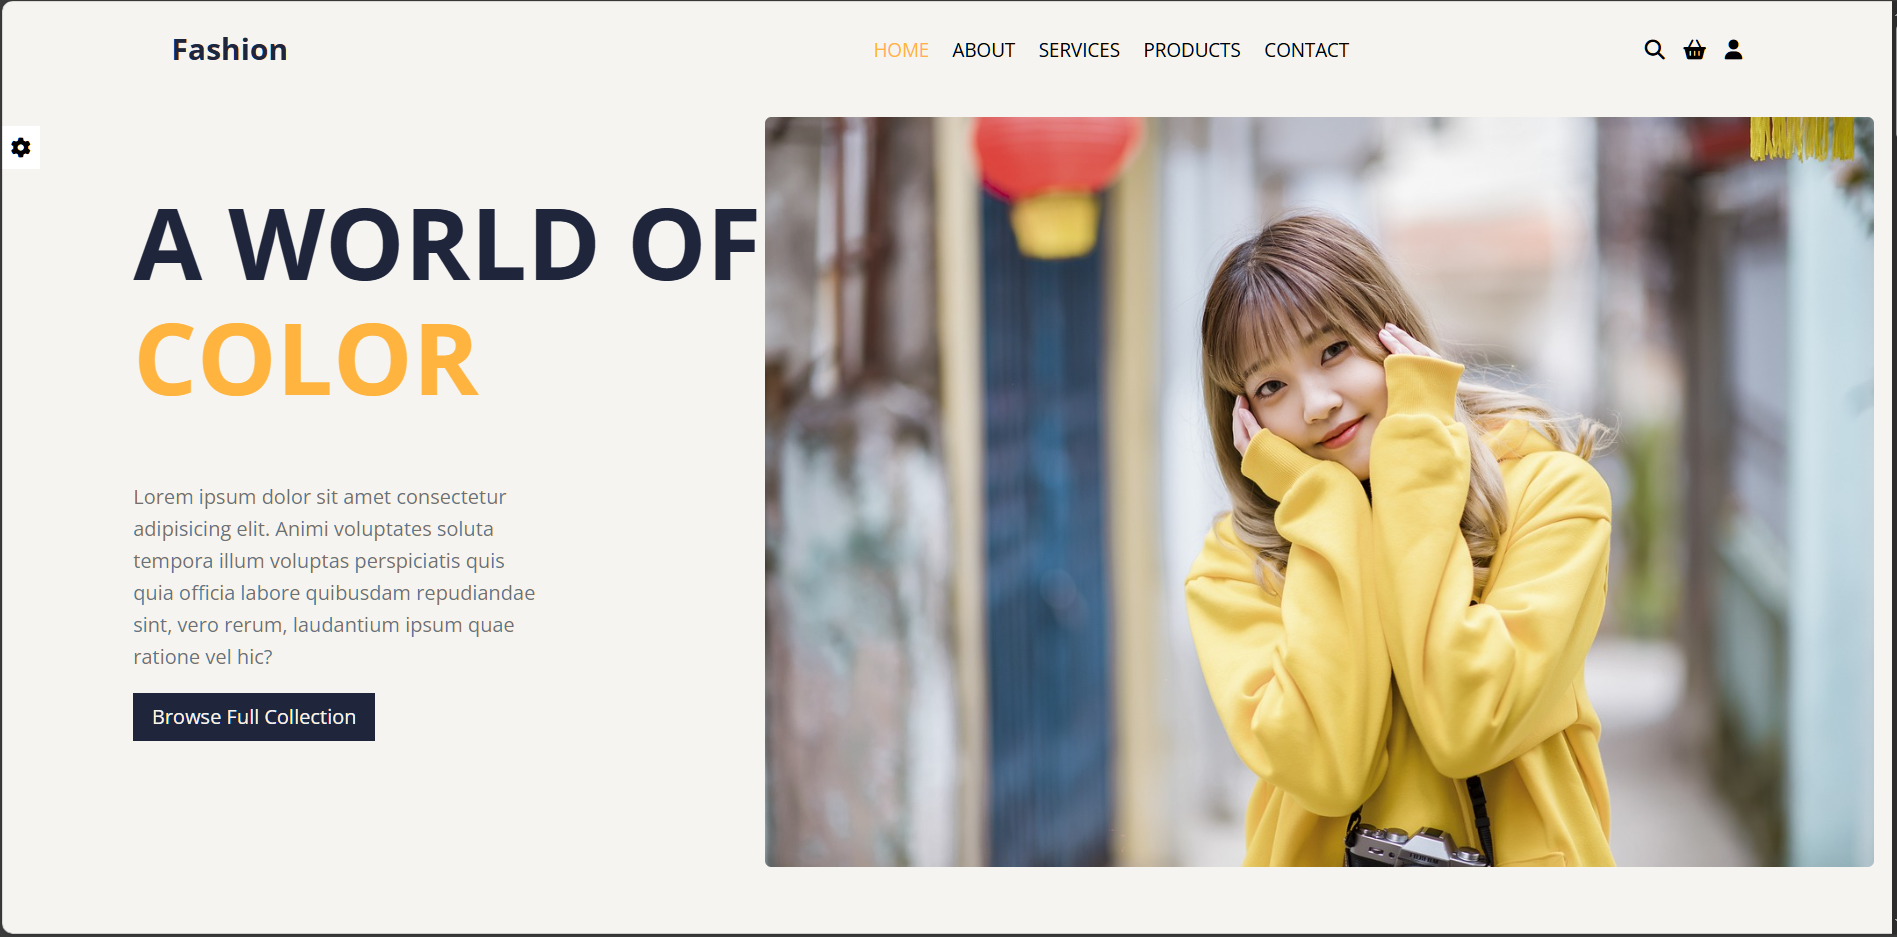 Fashion
HOME ABOUT SERVICES PRODUCTS CONTACT
A WORLD OF
COLOR
Lorem ipsum dolor sit amet consectetur
adipisicing elit. Animi voluptates soluta
tempora illum voluptas perspiciatis quis
quia officia labore quibusdam repudiandae
sint, vero rerum, laudantium ipsum quae
ratione vel hic?
Browse Full Collection